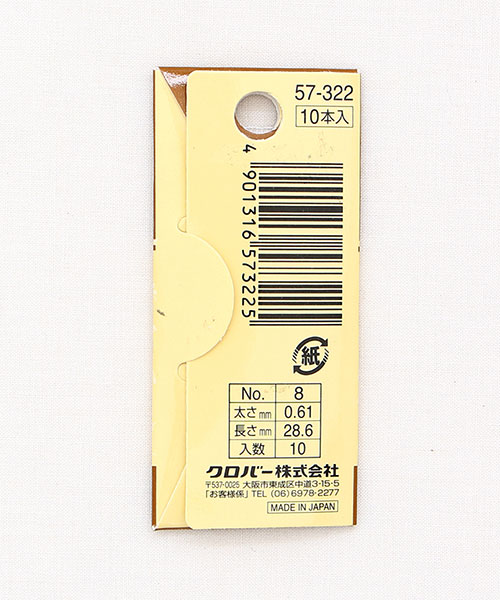 57-322
10本入
4 901316 573225
紙
No. 8
太さmm 0.61
長さmm 28.6
入数 10
クロバー株式会社
〒537-0025 大阪市東成区中道3-15-5
「お客様係」TEL (06) 6978-2277
MADE IN JAPAN